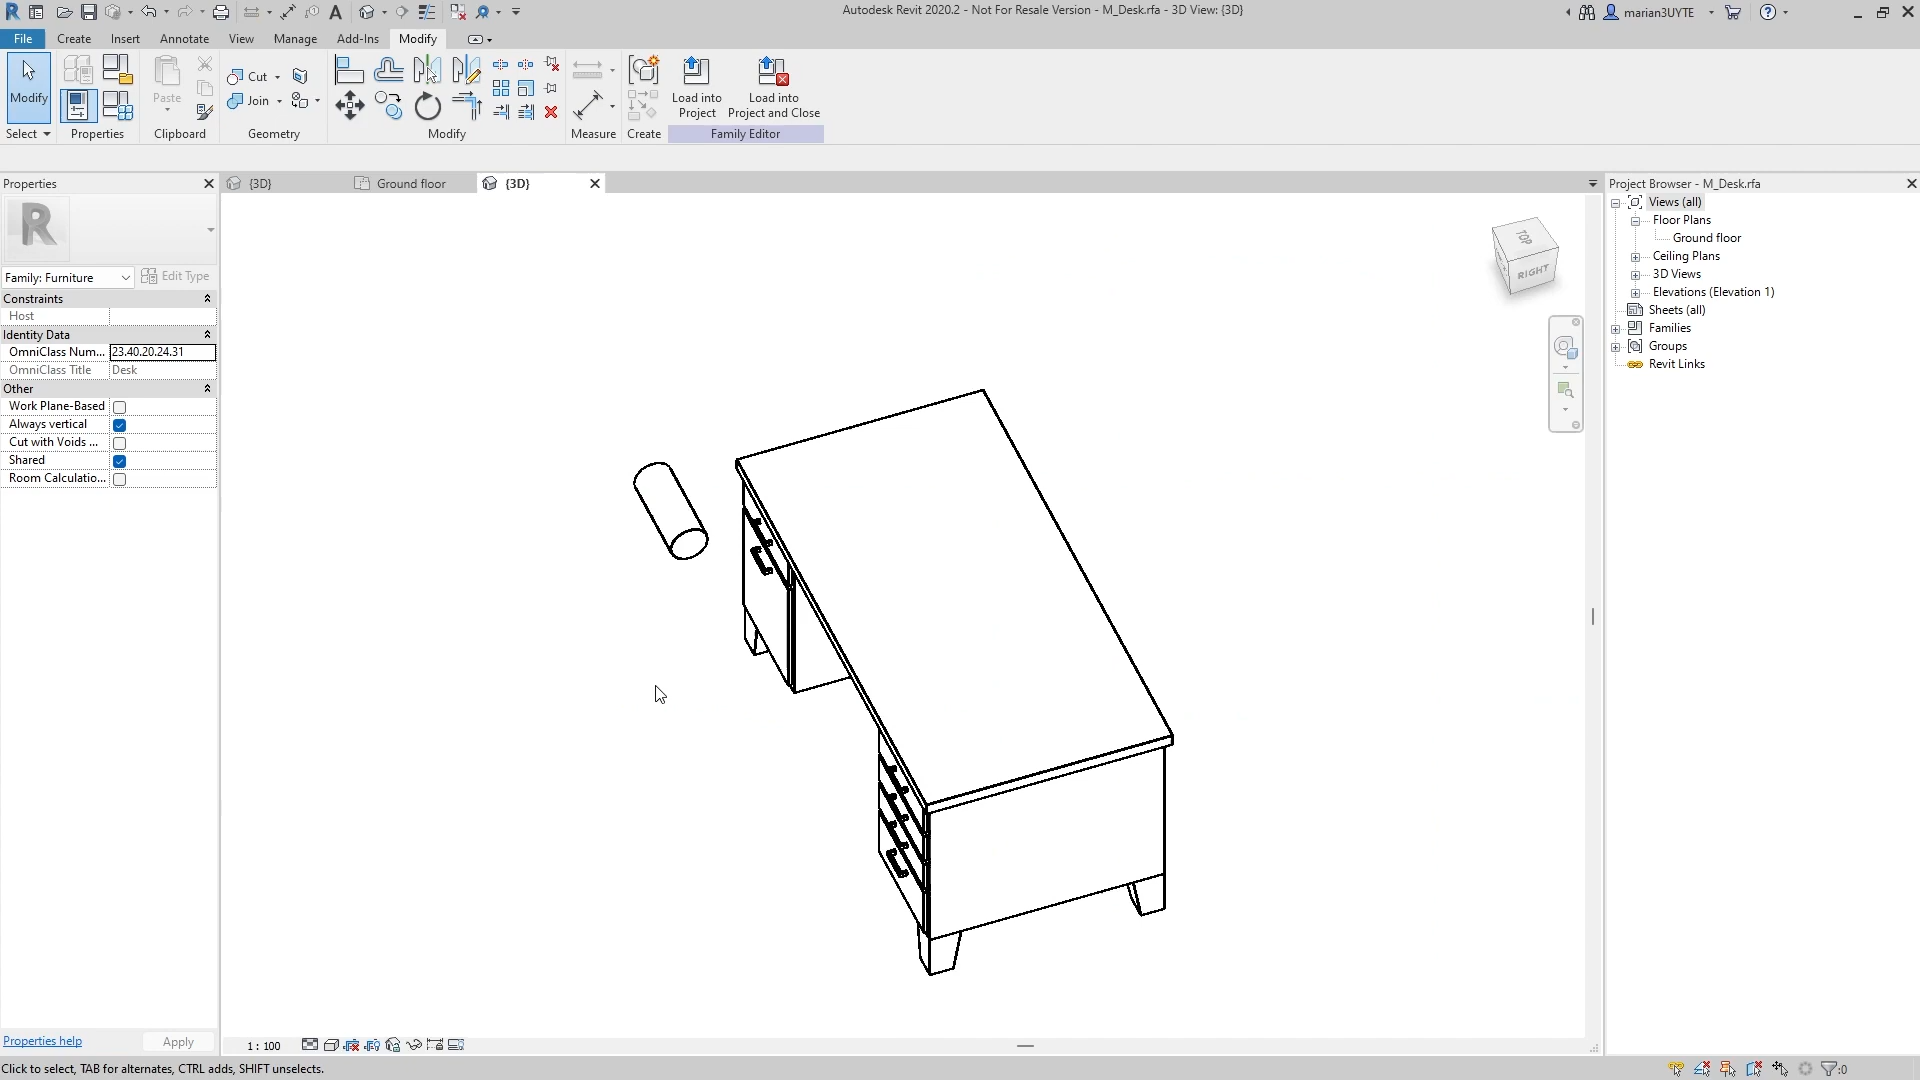 Autodesk Revit 2020.2 - Not For Resale Version - M_Desk.rfa - 3D View: {3D}
marian3UYTE
File
Create
Insert
Annotate
View
Manage
Add-Ins
Modify
Modify
Paste
Cut
Join
Load into
Project
Load into
Project and Close
Select
Properties
Clipboard
Geometry
Modify
Measure
Create
Family Editor
Properties
{3D}
Ground floor
{3D}
Project Browser - M_Desk.rfa
Family: Furniture
Edit Type
Constraints
Host
Identity Data
OmniClass Num... 23.40.20.24.31
OmniClass Title Desk
Other
Work Plane-Based
Always vertical
Cut with Voids ...
Shared
Room Calculatio...
Views (all)
Floor Plans
Ground floor
Ceiling Plans
3D Views
Elevations (Elevation 1)
Sheets (all)
Families
Groups
Revit Links
TOP
RIGHT
Properties help
Apply
1 : 100
Click to select, TAB for alternates, CTRL adds, SHIFT unselects.
:0